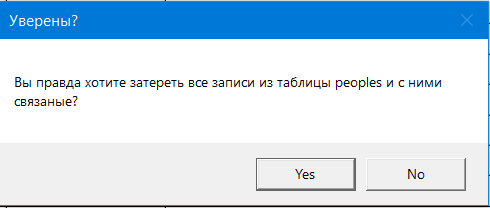 Уверены?
Вы правда хотите затереть все записи из таблицы peoples и с ними
связаные?
Yes No